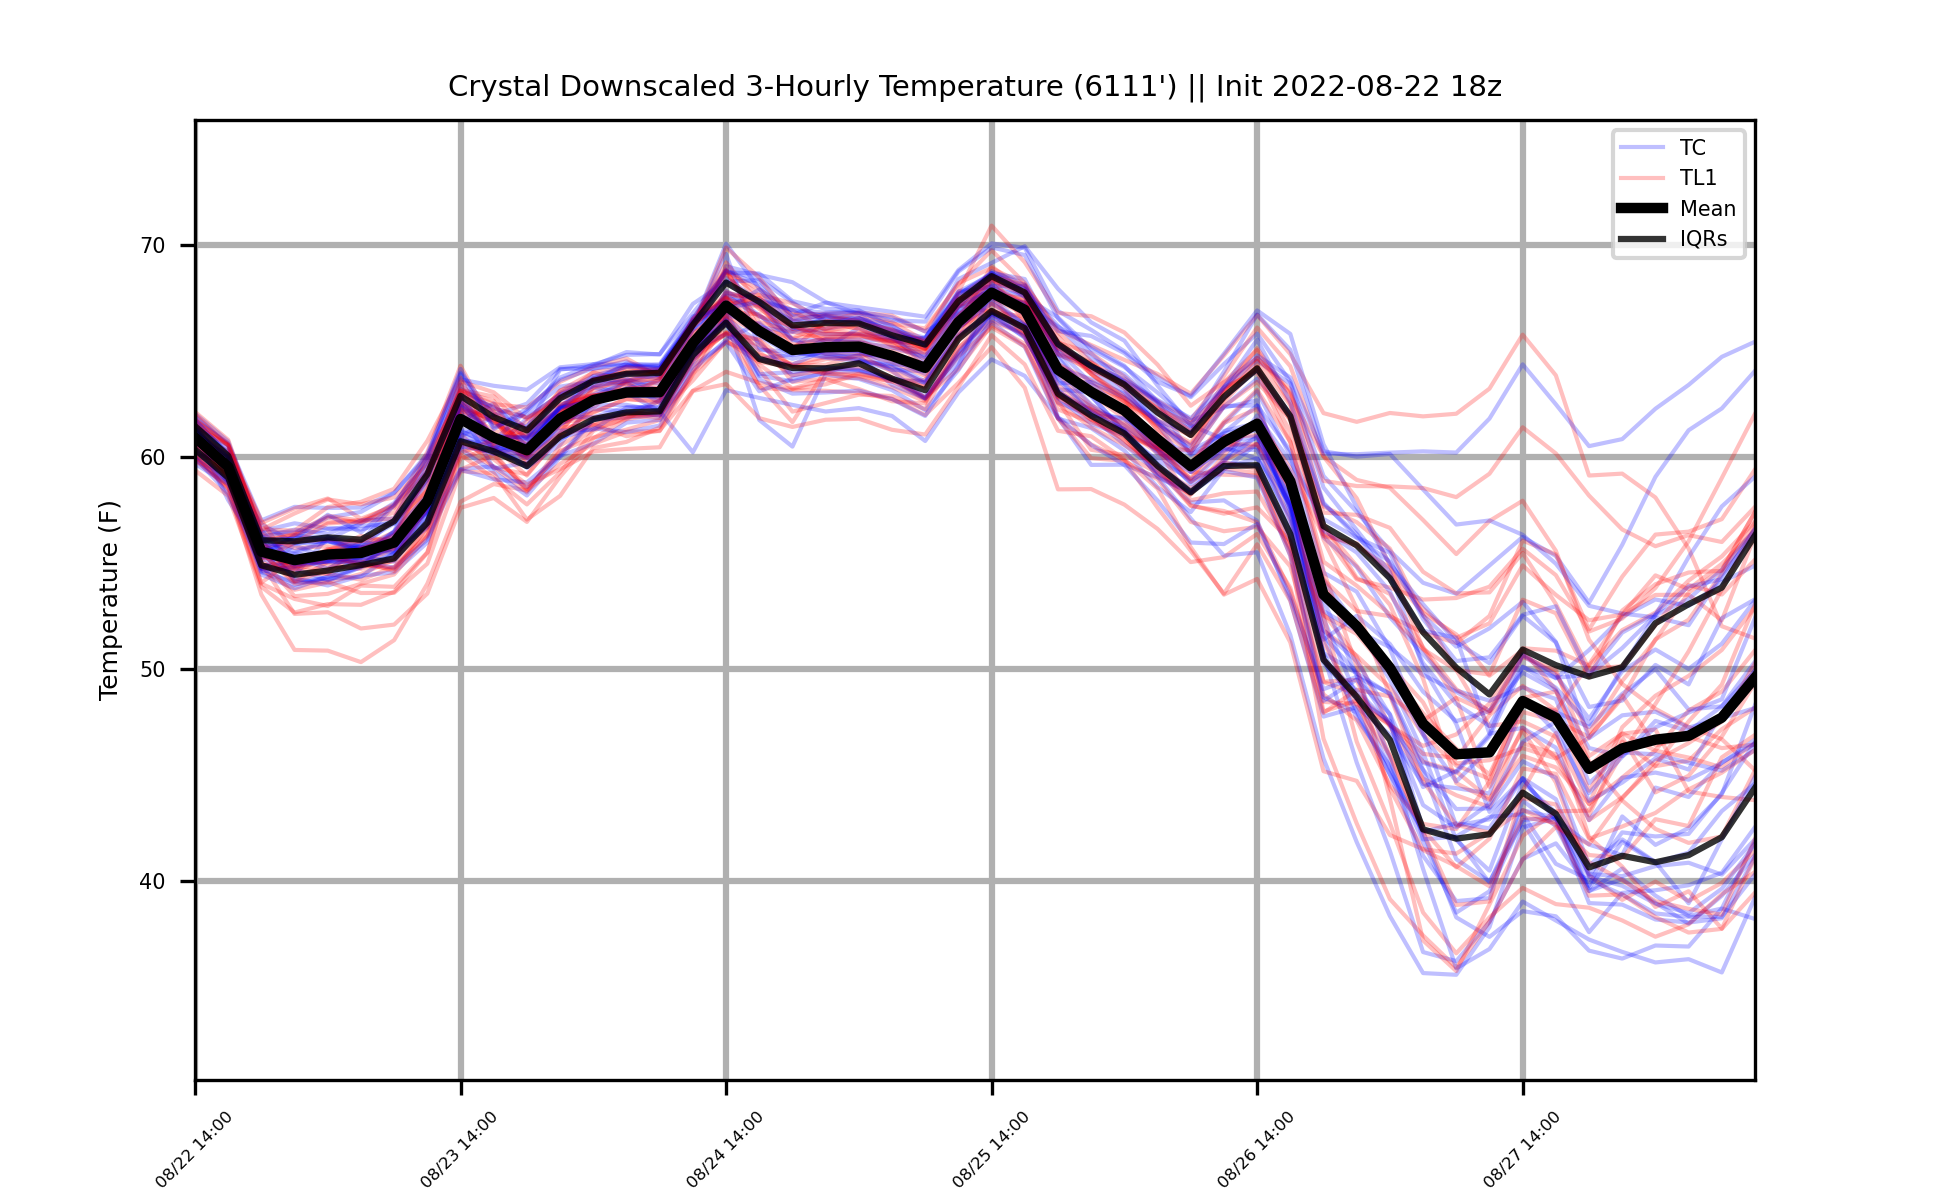 Crystal Downscaled 3-Hourly Temperature (6111') || Init 2022-08-22 18z
TC
TL1
Mean
IQRs
Temperature (F)
70
60
50
40
08/22 14:00
08/23 14:00
08/24 14:00
08/25 14:00
08/26 14:00
08/27 14:00